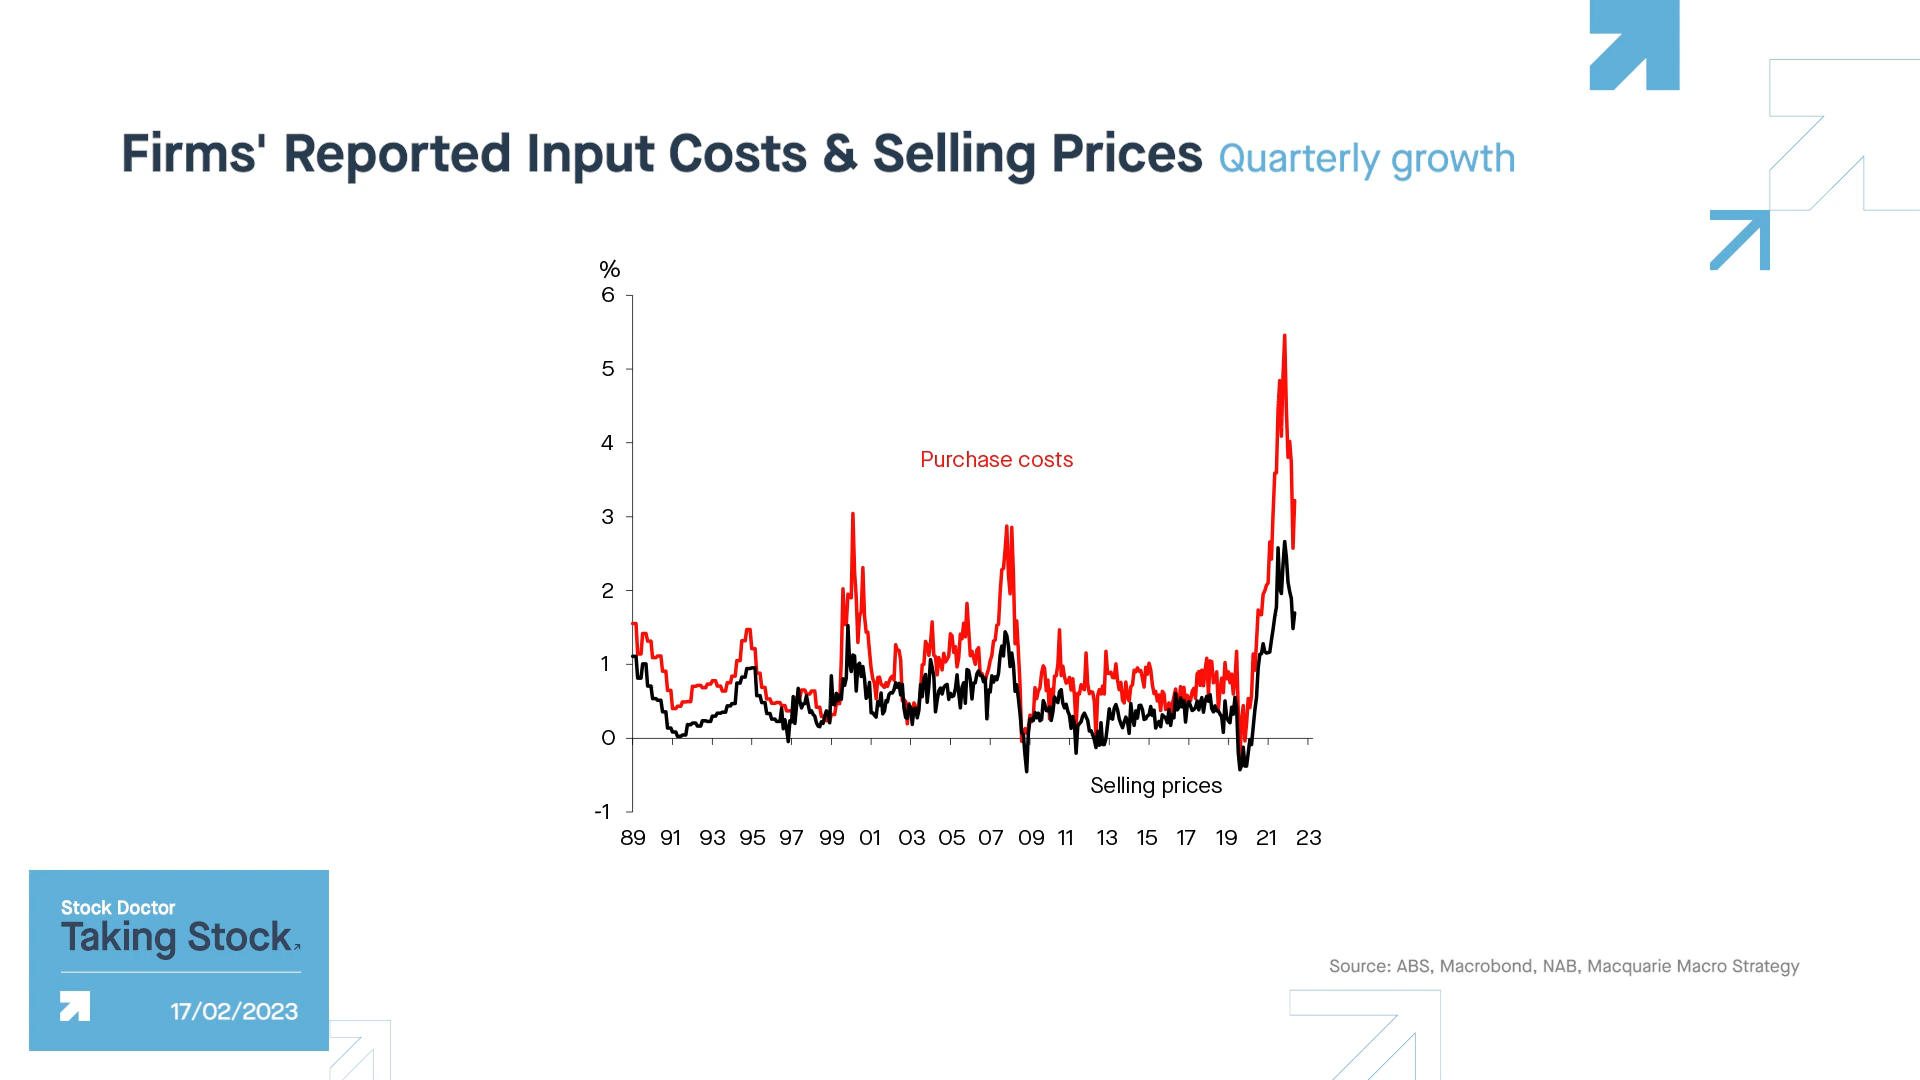 Firms' Reported Input Costs & Selling Prices Quarterly growth
%
6
5
4
Purchase costs
3
2
1
0
Selling prices
-1
89 91 93 95 97 99 01 03 05 07 09 11 13 15 17 19 21 23
Stock Doctor
Taking Stock.
17/02/2023
Source: ABS, Macrobond, NAB, Macquarie Macro Strategy